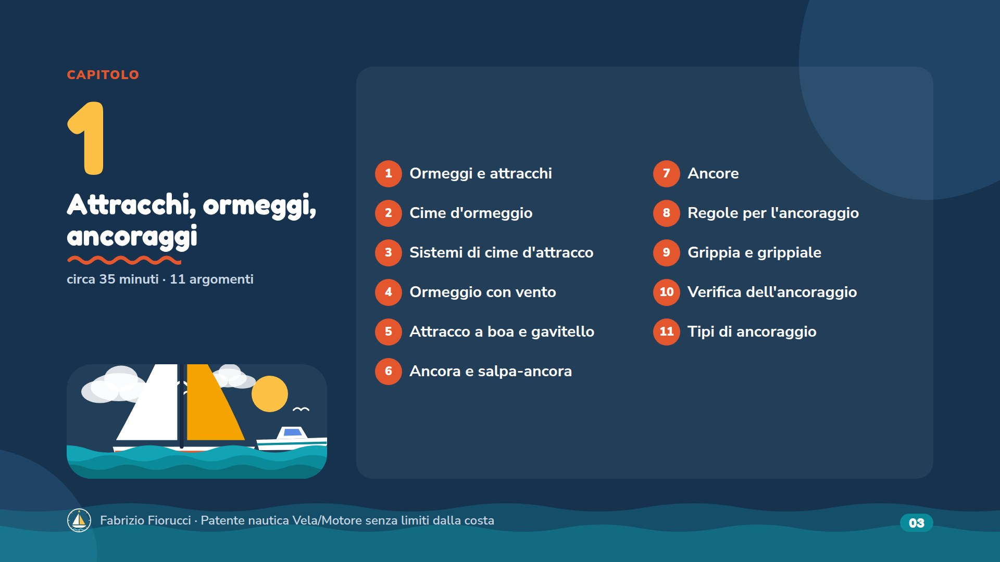 CAPITOLO
1
Attracchi, ormeggi,
ancoraggi
circa 35 minuti · 11 argomenti
1 Ormeggi e attracchi
2 Cime d'ormeggio
3 Sistemi di cime d'attracco
4 Ormeggio con vento
5 Attracco a boa e gavitello
6 Ancora e salpa-ancora
7 Ancore
8 Regole per l'ancoraggio
9 Grippia e grippiale
10 Verifica dell'ancoraggio
11 Tipi di ancoraggio
Fabrizio Fiorucci · Patente nautica Vela/Motore senza limiti dalla costa
03